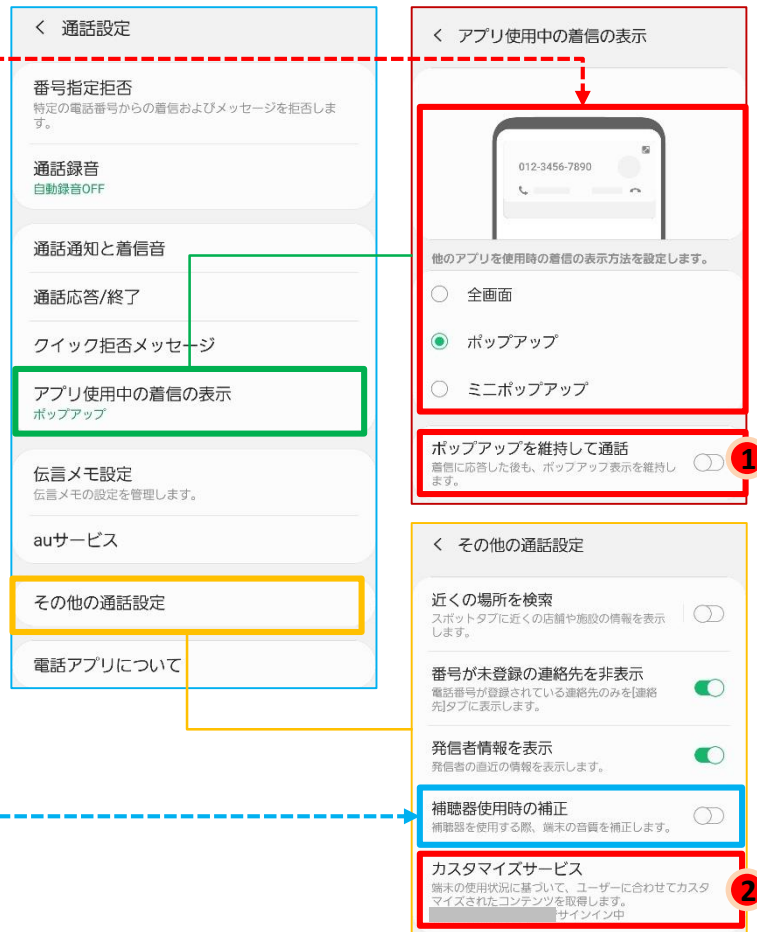 通話設定
番号指定拒否
特定の電話番号からの着信およびメッセージを拒否しま
す。
通話録音
自動録音OFF
通話通知と着信音
通話応答/終了
クイック拒否メッセージ
アプリ使用中の着信の表示
ポップアップ
伝言メモ設定
伝言メモの設定を管理します。
auサービス
その他の通話設定
電話アプリについて
アプリ使用中の着信の表示
012-3456-7890
他のアプリを使用時の着信の表示方法を設定します。
全画面
ポップアップ
ミニポップアップ
ポップアップを維持して通話
着信に応答した後も、ポップアップ表示を維持し
ます。
1
その他の通話設定
近くの場所を検索
スポットタブに近くの店舗や施設の情報を表示
します。
番号が未登録の連絡先を非表示
電話番号が登録されている連絡先のみを[連絡
先]タブに表示します。
発信者情報を表示
発信者の直近の情報を表示します。
補聴器使用時の補正
補聴器を使用する際、端末の音質を補正します。
カスタマイズサービス
端末の使用状況に基づいて、ユーザーに合わせてカスタ
マイズされたコンテンツを取得します。
サインイン中
2